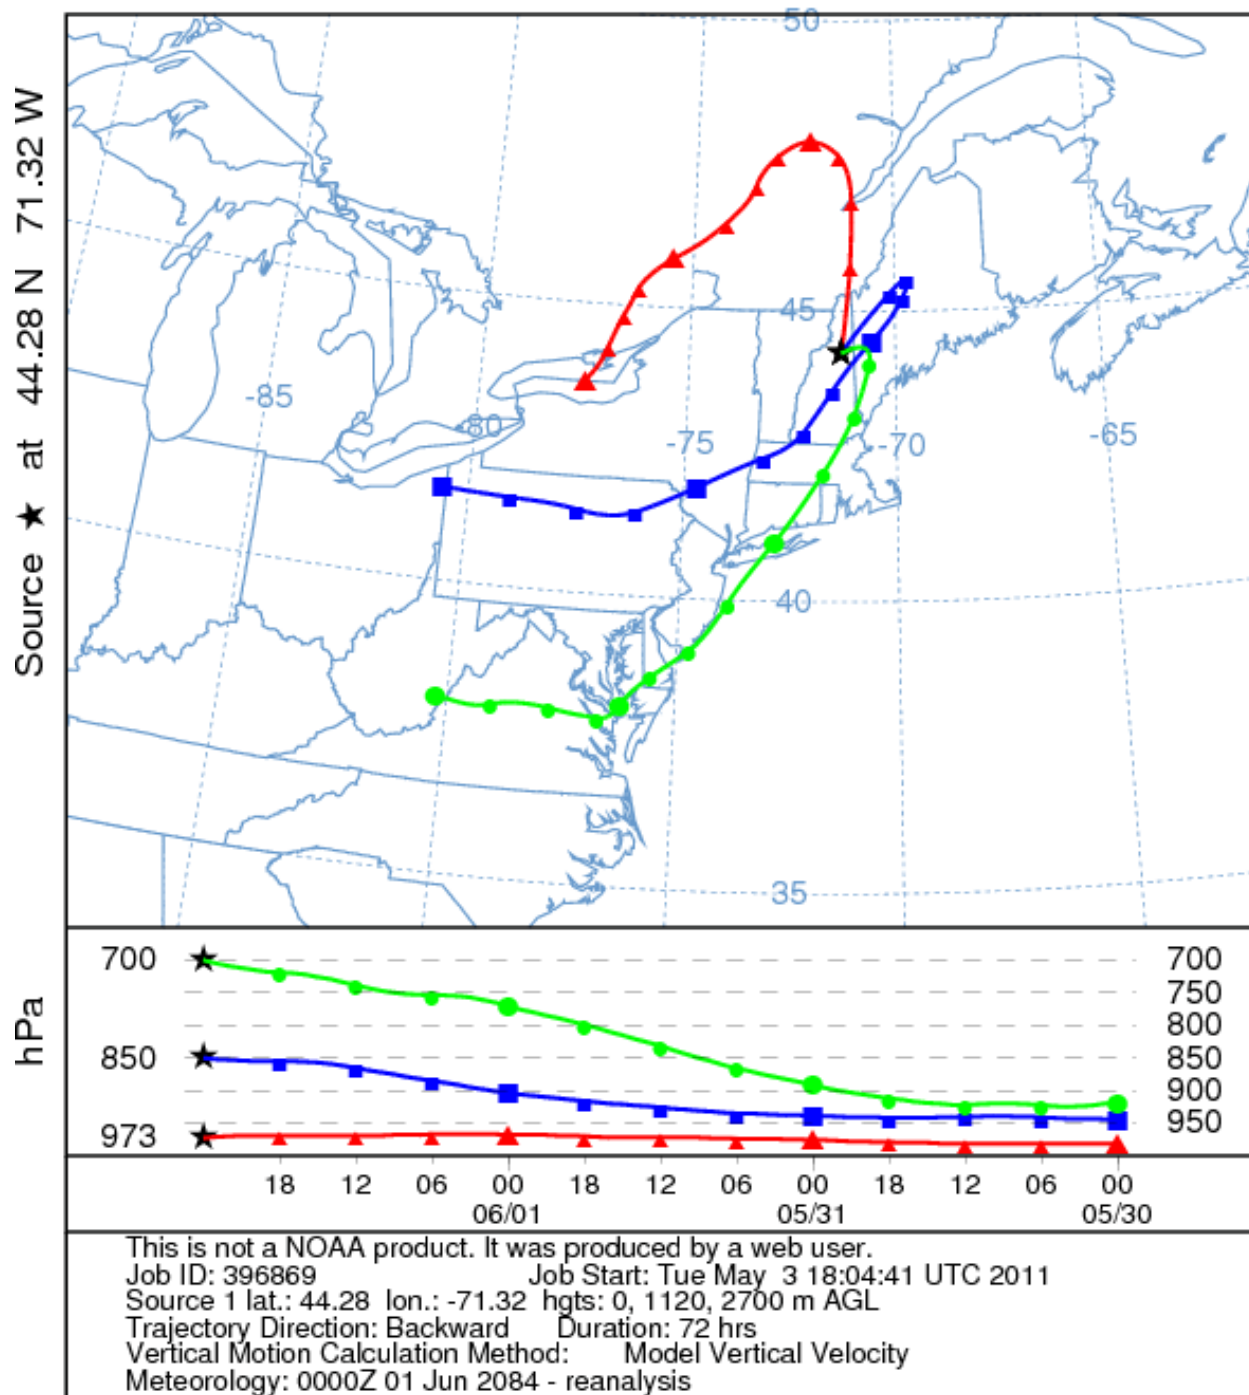 Source ★ at 44.28 N 71.32 W
50
45
-85
-80
-75
-70
-65
40
35
hPa
700 700
750
800
850 850
900
950
973
18 12 06 00 18 12 06 00 18 12 06 00
06/01 05/31 05/30
This is not a NOAA product. It was produced by a web user.
Job ID: 396869 Job Start: Tue May 3 18:04:41 UTC 2011
Source 1 lat.: 44.28 lon.: -71.32 hgts: 0, 1120, 2700 m AGL
Trajectory Direction: Backward Duration: 72 hrs
Vertical Motion Calculation Method: Model Vertical Velocity
Meteorology: 0000Z 01 Jun 2084 - reanalysis